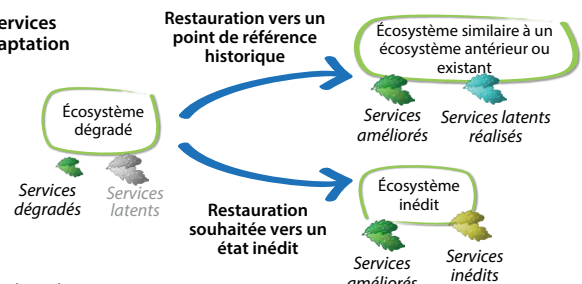 ervices
aptation
Restauration vers un
point de référence
historique
Écosystème similaire à un
écosystème antérieur ou
existant
Services
améliorés
Services latents
réalisés
Écosystème
dégradé
Services
dégradés
Services
latents
Restauration
souhaitée vers un
état inédit
Écosystème
inédit
Services
améliorés
Services
inédits